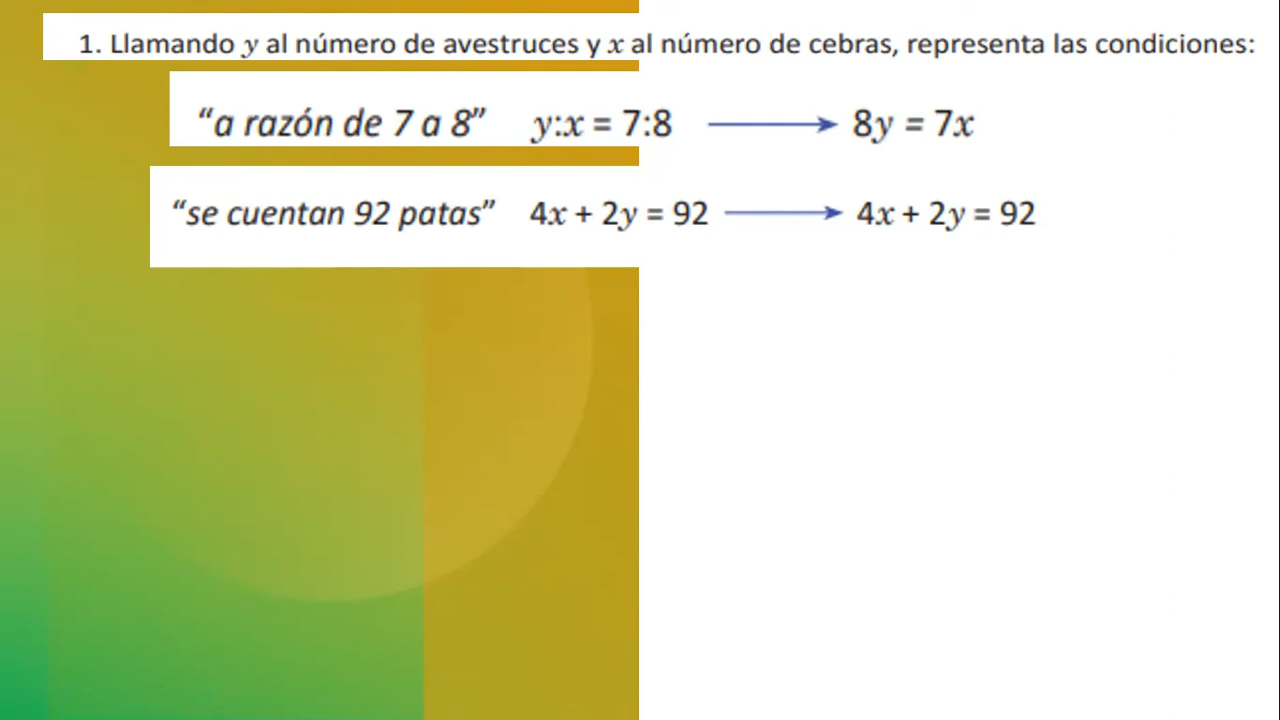 1. Llamando y al número de avestruces y x al número de cebras, representa las condiciones:
“a razón de 7 a 8” y:x = 7:8 ⟶ 8y = 7x
“se cuentan 92 patas” 4x + 2y = 92 ⟶ 4x + 2y = 92